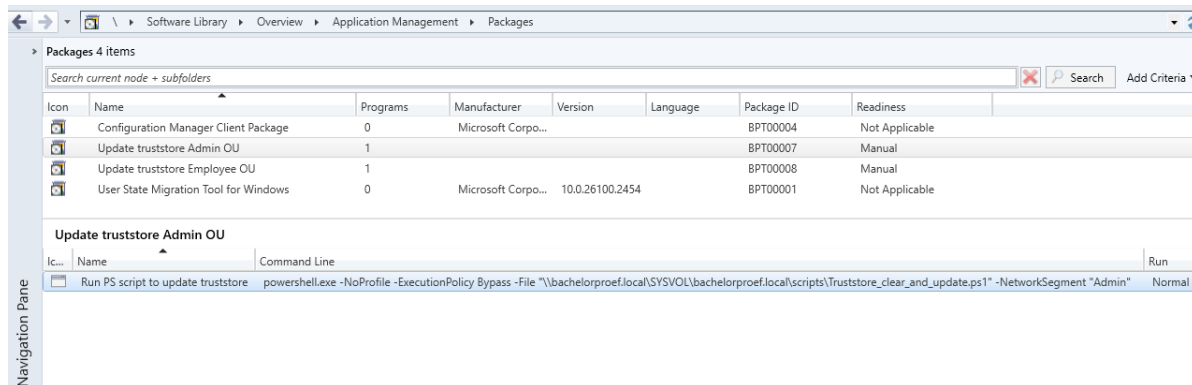 \ Software Library Overview Application Management Packages
Packages 4 items
Search current node + subfolders Search Add Criteria
Icon Name Programs Manufacturer Version Language Package ID Readiness
Configuration Manager Client Package 0 Microsoft Corpo... BPT00004 Not Applicable
Update truststore Admin OU 1 BPT00007 Manual
Update truststore Employee OU 1 BPT00008 Manual
User State Migration Tool for Windows 0 Microsoft Corpo... 10.0.26100.2454 BPT00001 Not Applicable
Update truststore Admin OU
Ic... Name Command Line Run
Run PS script to update truststore powershell.exe -NoProfile -ExecutionPolicy Bypass -File "\\bachelorproef.local\SYSVOL\bachelorproef.local\scripts\Truststore_clear_and_update.ps1" -NetworkSegment "Admin" Normal
Navigation Pane